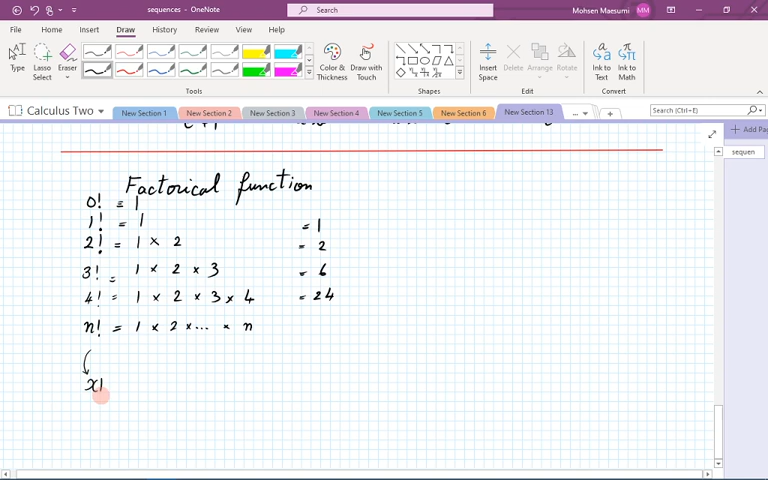 sequences - OneNote
Search
Mohsen Maesumi MM
File Home Insert Draw History Review View Help
Type Lasso Select Eraser Color & Thickness Draw with Touch Insert Space Delete Arrange Rotate Ink to Text Ink to Math
Tools Shapes Edit Convert
Calculus Two New Section 1 New Section 2 New Section 3 New Section 4 New Section 5 New Section 6 New Section 13 ... + Search (Ctrl+E)
+ Add Pag
sequen
Factorical function
0! = 1
1! = 1 = 1
2! = 1 × 2 = 2
3! = 1 × 2 × 3 = 6
4! = 1 × 2 × 3 × 4 = 24
n! = 1 × 2 × ... × n
x!